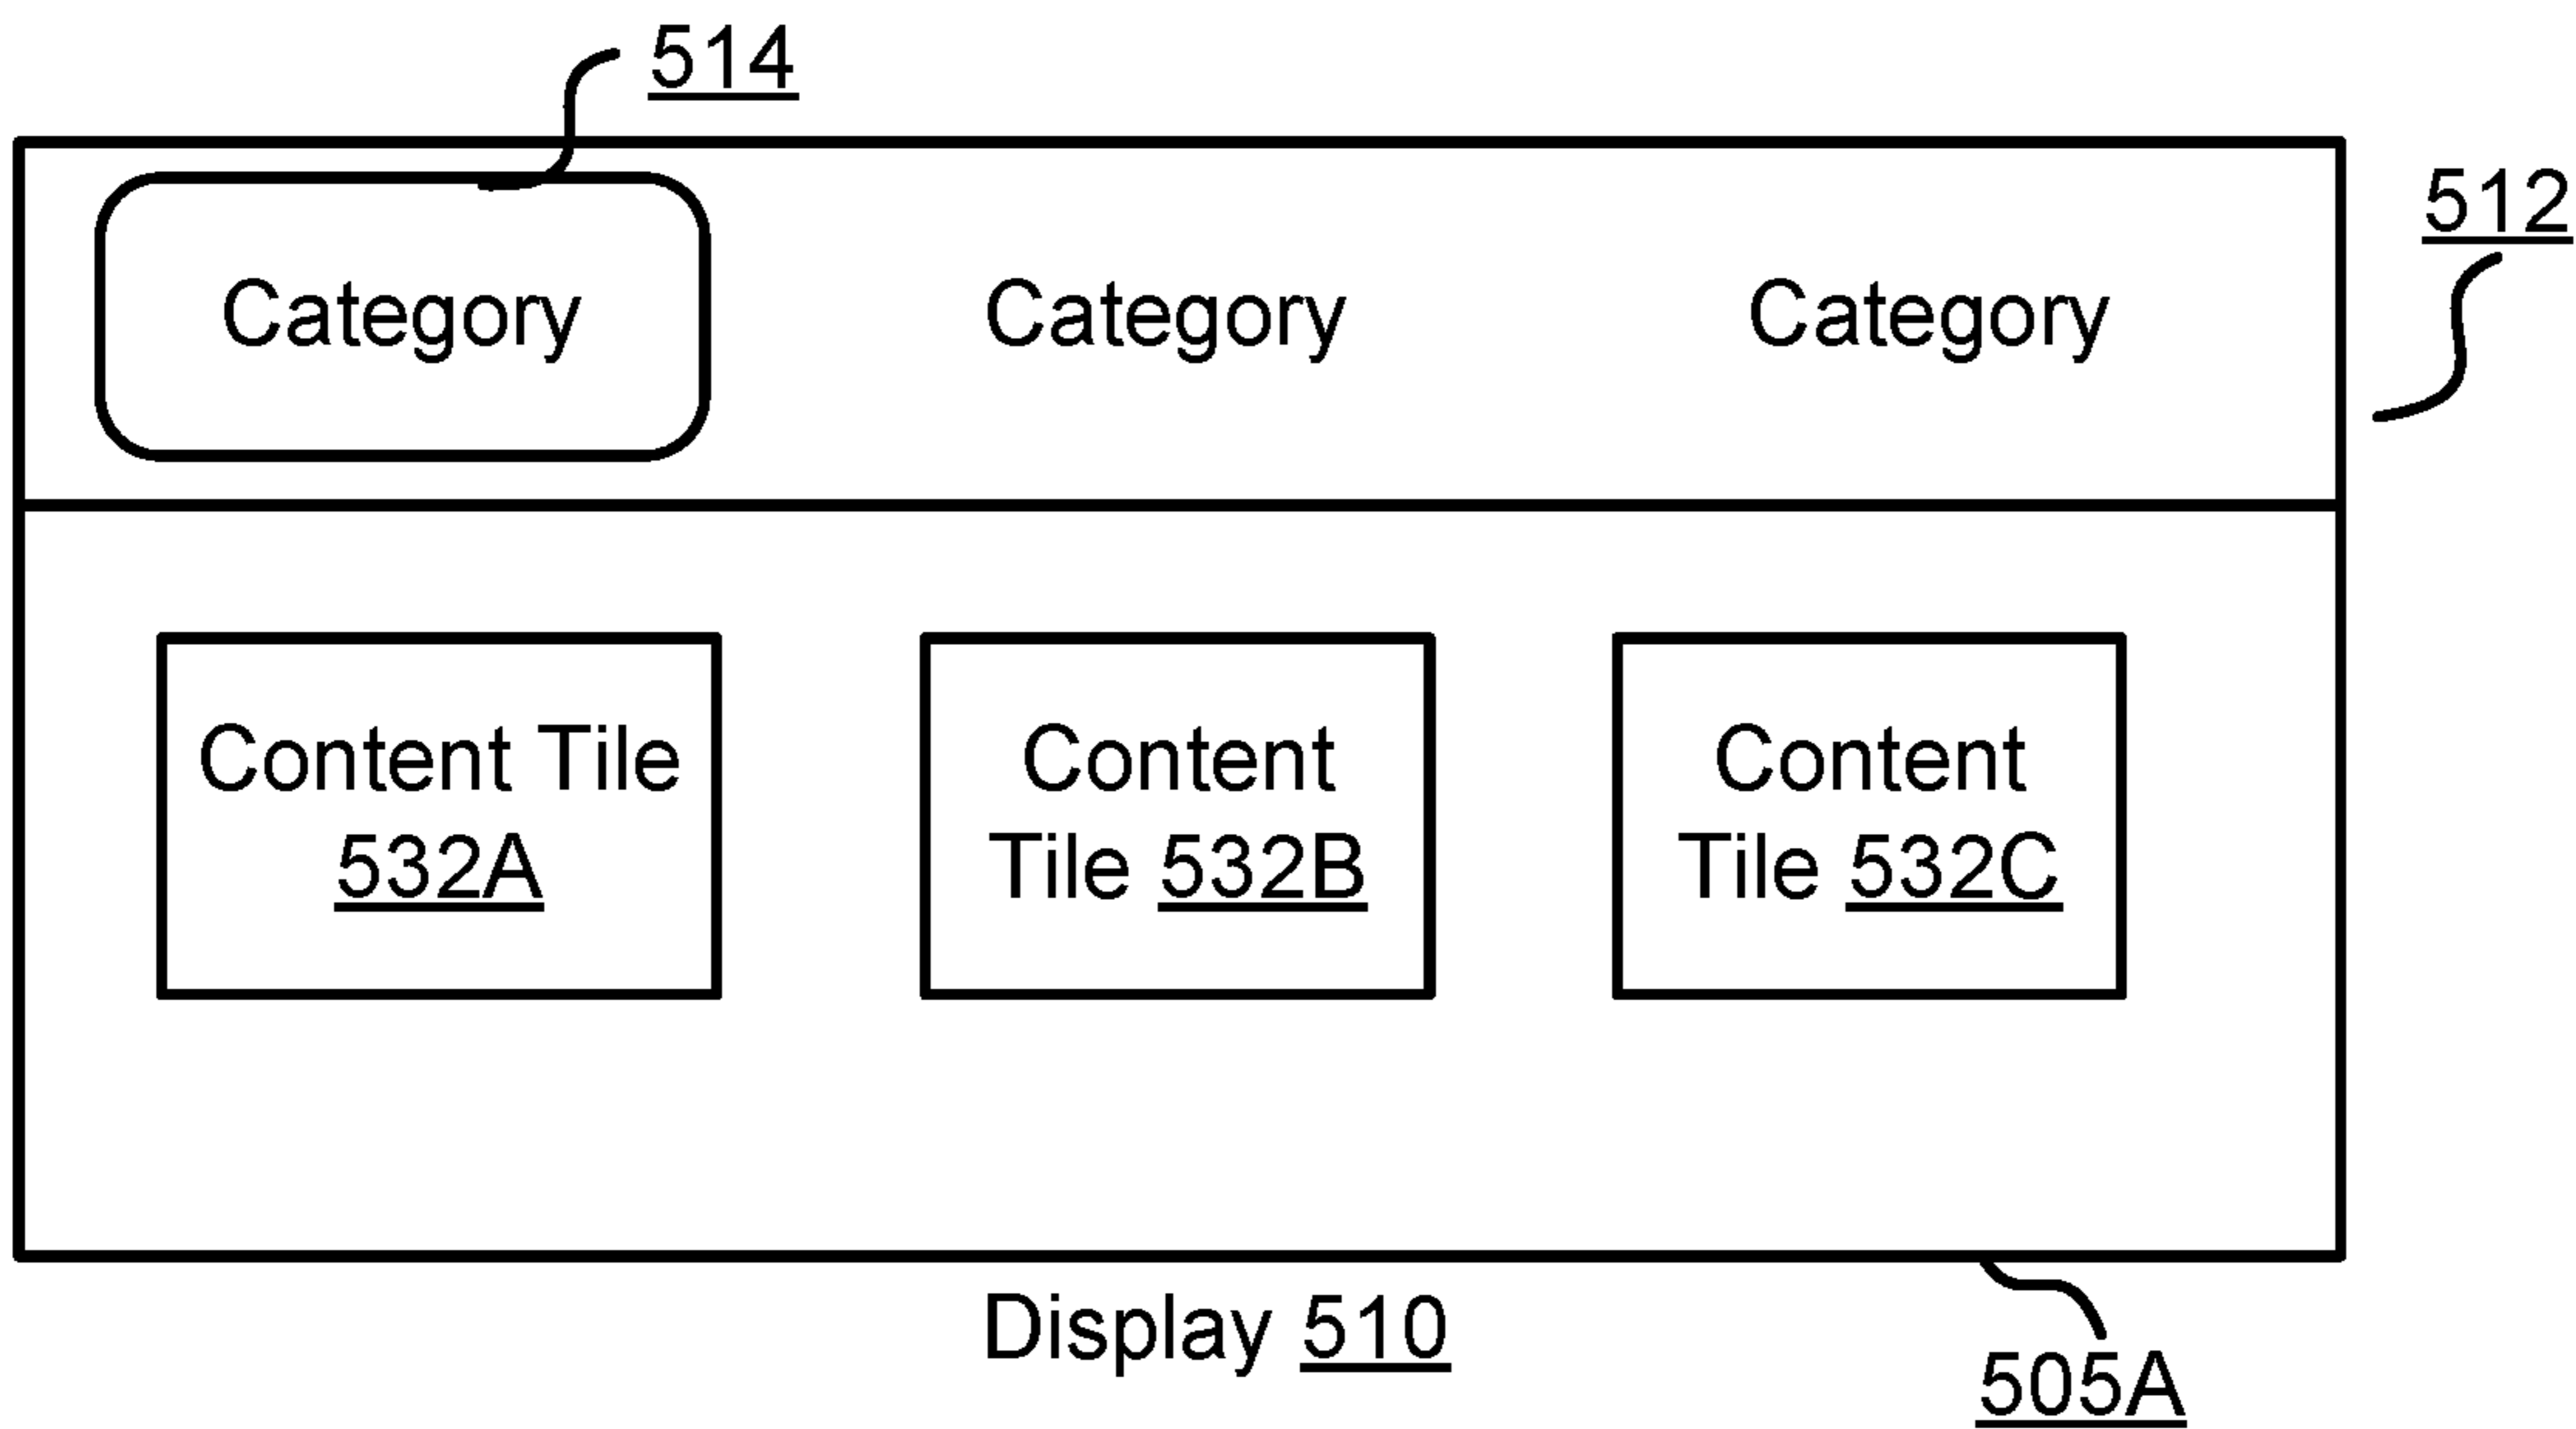 514
512
Category
Category
Category
Content Tile
532A
Content
Tile 532B
Content
Tile 532C
Display 510
505A